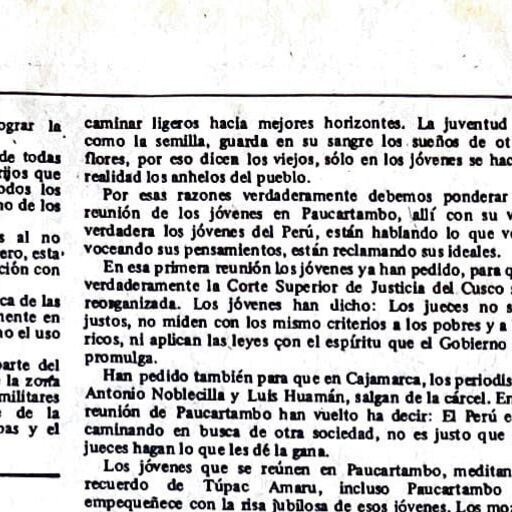 ograr la
de todas
rijos que
odos los
no de los
s al no
ero, esta-
ción con
ca de las
nente en
no el uso
parte del
la zona
militares
de la
pas y el
caminar ligeros hacia mejores horizontes. La juventud
como la semilla, guarda en su sangre los sueños de ot
flores, por eso dicen los viejos, sólo en los jóvenes se hac
realidad los anhelos del pueblo.
Por esas razones verdaderamente debemos ponderar
reunión de los jóvenes en Paucartambo, allí con su v
verdadera los jóvenes del Perú, están hablando lo que v
voceando sus pensamientos, están reclamando sus ideales.
En esa primera reunión los jóvenes ya han pedido, para q
verdaderamente la Corte Superior de Justicia del Cusco
reorganizada. Los jóvenes han dicho: Los jueces no s
justos, no miden con los mismo criterios a los pobres y a
ricos, ni aplican las leyes con el espíritu que el Gobierno
promulga.
Han pedido también para que en Cajamarca, los periodis
Antonio Noblecilla y Luis Huamán, salgan de la cárcel. En
reunión de Paucartambo han vuelto ha decir: El Perú e
caminando en busca de otra sociedad, no es justo que
jueces hagan lo que les dé la gana.
Los jóvenes que se reúnen en Paucartambo, meditan
recuerdo de Túpac Amaru, incluso Paucartambo
empequeñece con la risa jubilosa de esos jóvenes. Los mo